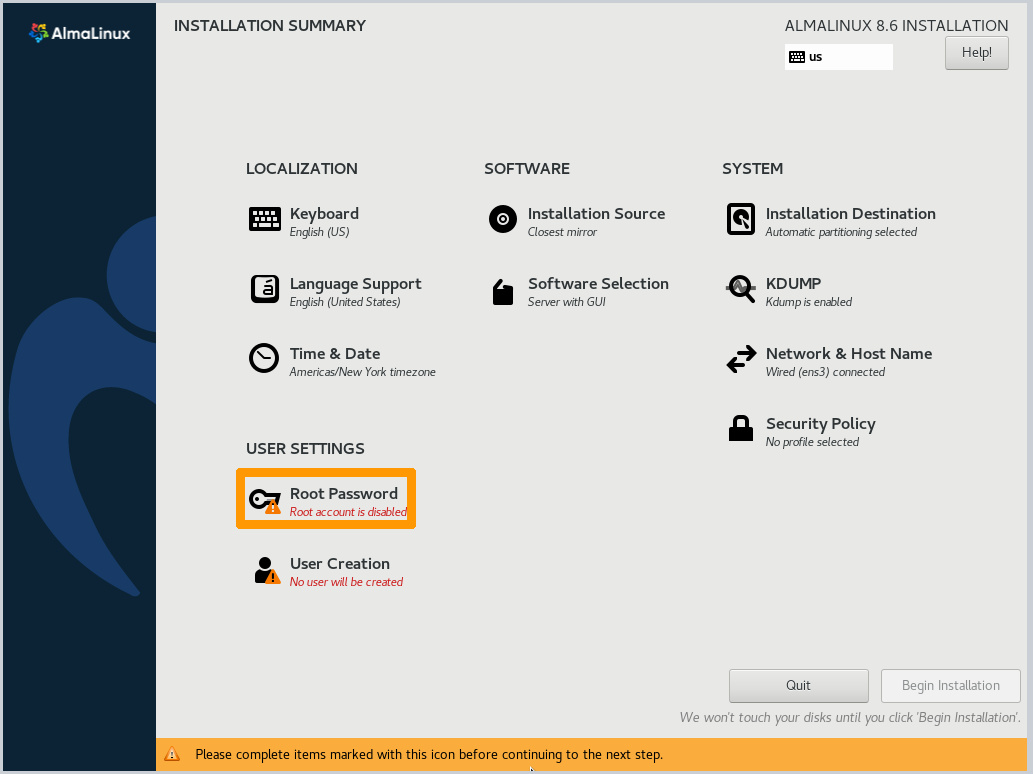 AlmaLinux
INSTALLATION SUMMARY
ALMALINUX 8.6 INSTALLATION
us
Help!
LOCALIZATION
Keyboard
English (US)
Language Support
English (United States)
Time & Date
Americas/New York timezone
SOFTWARE
Installation Source
Closest mirror
Software Selection
Server with GUI
SYSTEM
Installation Destination
Automatic partitioning selected
KDUMP
Kdump is enabled
Network & Host Name
Wired (ens3) connected
Security Policy
No profile selected
USER SETTINGS
Root Password
Root account is disabled
User Creation
No user will be created
Quit
Begin Installation
We won't touch your disks until you click 'Begin Installation'.
Please complete items marked with this icon before continuing to the next step.